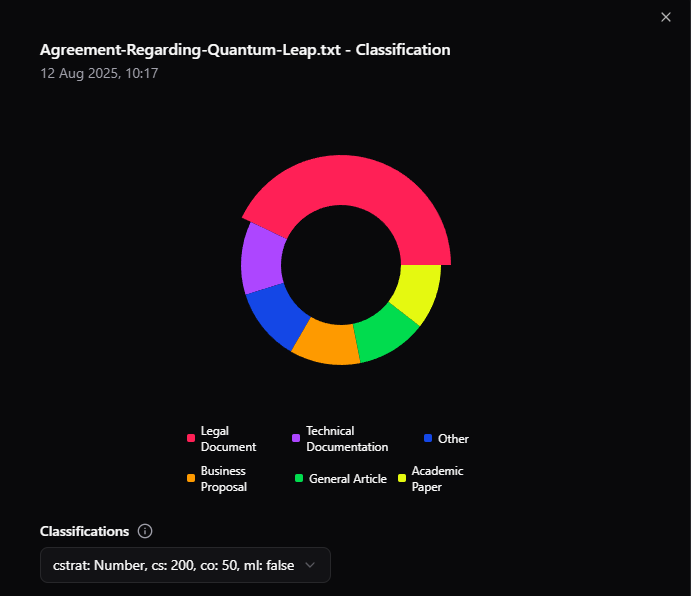 Agreement-Regarding-Quantum-Leap.txt - Classification
12 Aug 2025, 10:17
Legal
Document
Technical
Documentation
Other
Business
Proposal
General Article
Academic
Paper
Classifications
cstrat: Number, cs: 200, co: 50, ml: false